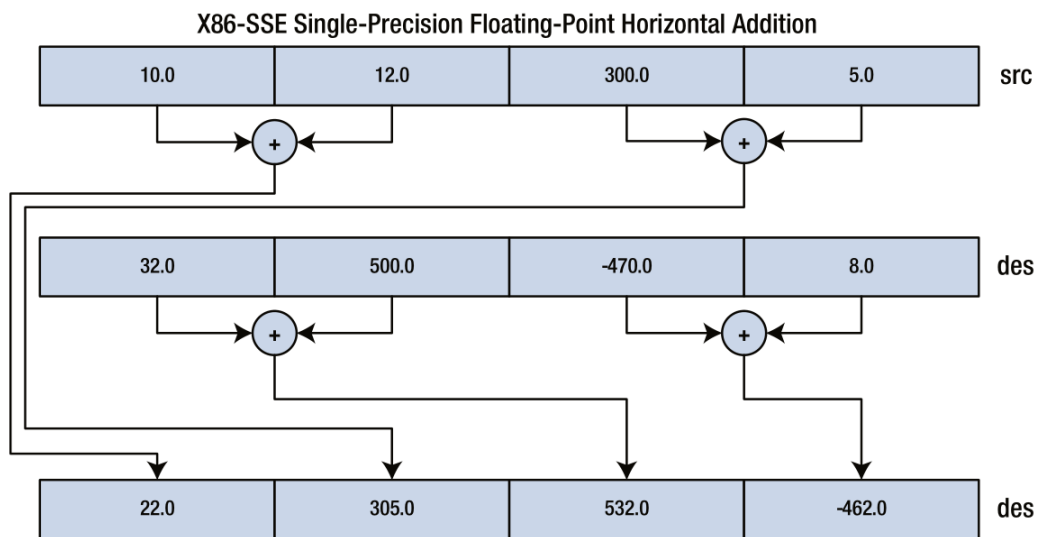 X86-SSE Single-Precision Floating-Point Horizontal Addition
10.0 12.0 300.0 5.0 src
+ +
32.0 500.0 -470.0 8.0 des
+ +
22.0 305.0 532.0 -462.0 des